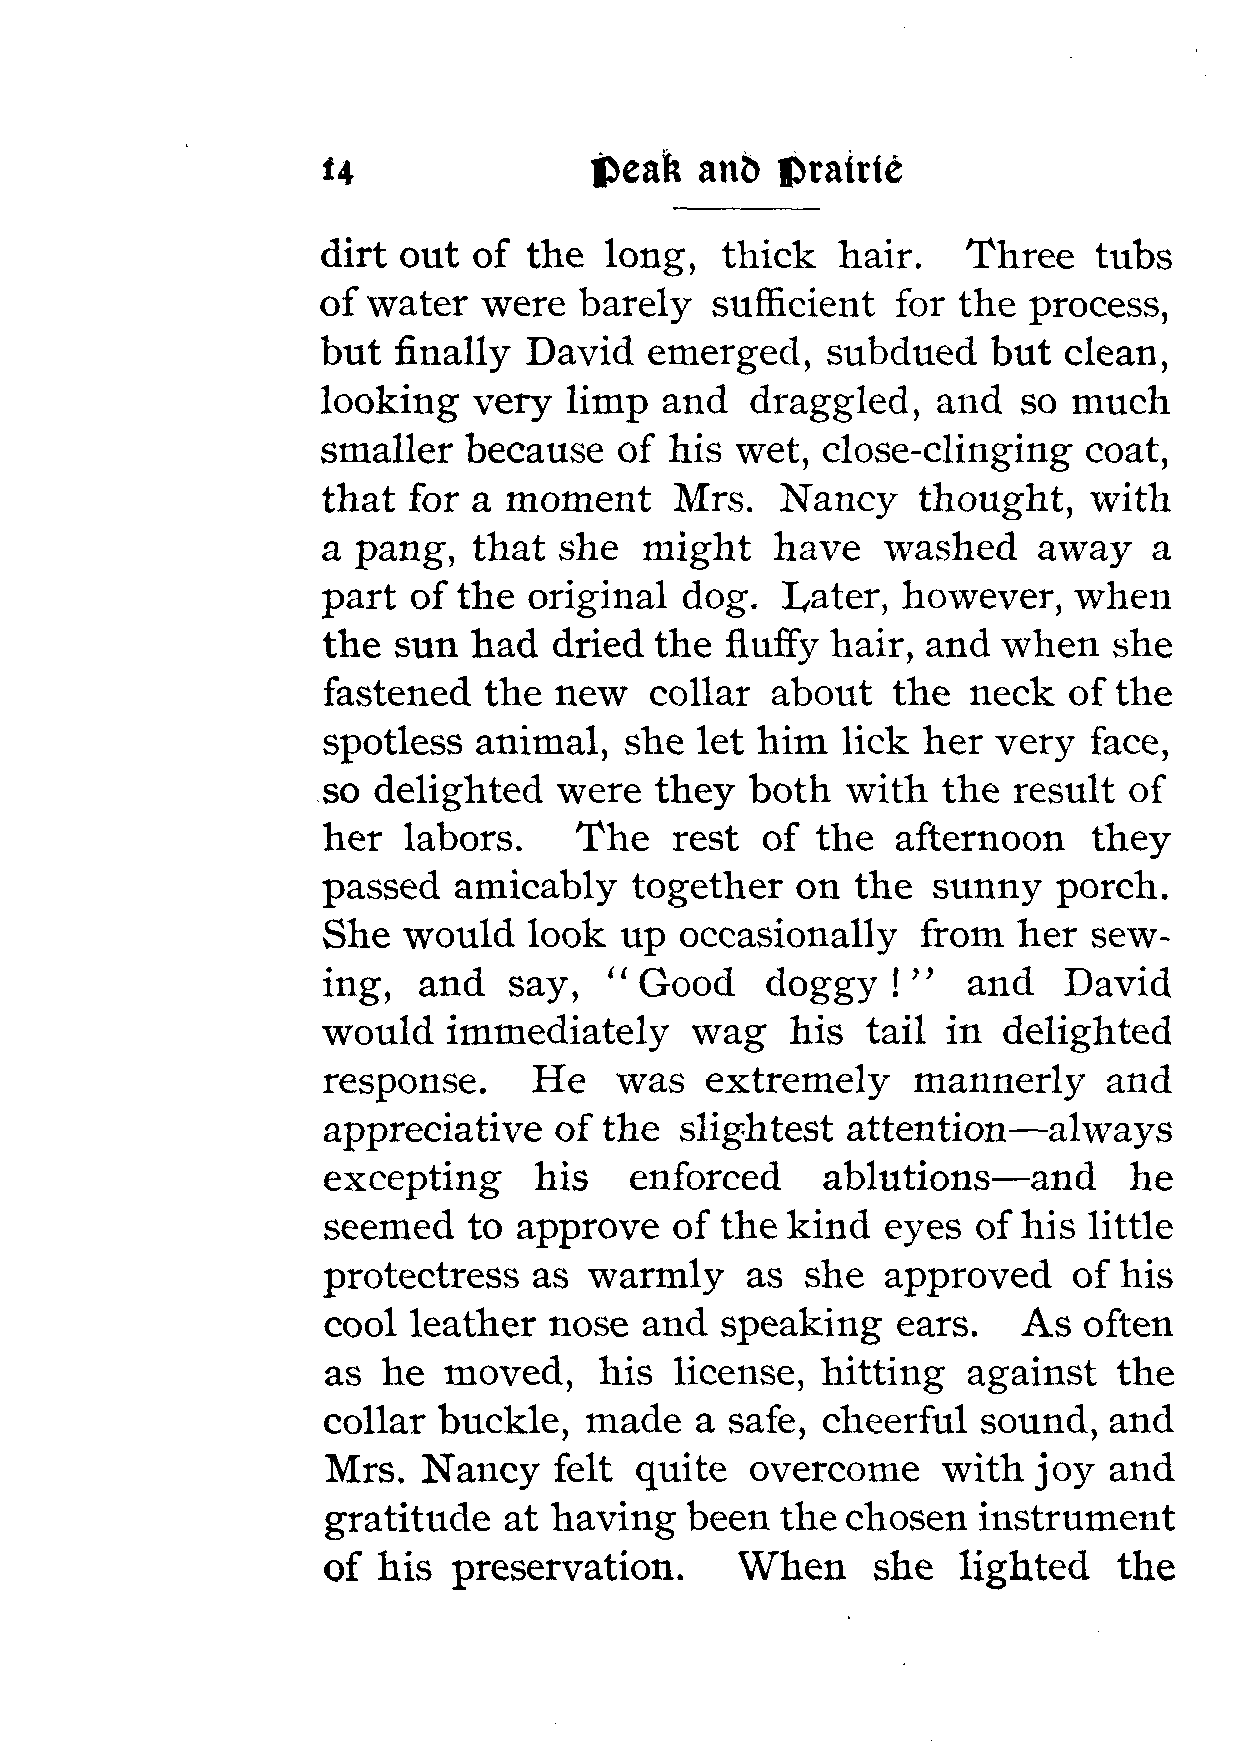 14 Peak and Prairie
dirt out of the long, thick hair. Three tubs
of water were barely sufficient for the process,
but finally David emerged, subdued but clean,
looking very limp and draggled, and so much
smaller because of his wet, close-clinging coat,
that for a moment Mrs. Nancy thought, with
a pang, that she might have washed away a
part of the original dog. Later, however, when
the sun had dried the fluffy hair, and when she
fastened the new collar about the neck of the
spotless animal, she let him lick her very face,
so delighted were they both with the result of
her labors. The rest of the afternoon they
passed amicably together on the sunny porch.
She would look up occasionally from her sew-
ing, and say, "Good doggy!" and David
would immediately wag his tail in delighted
response. He was extremely mannerly and
appreciative of the slightest attention—always
excepting his enforced ablutions—and he
seemed to approve of the kind eyes of his little
protectress as warmly as she approved of his
cool leather nose and speaking ears. As often
as he moved, his license, hitting against the
collar buckle, made a safe, cheerful sound, and
Mrs. Nancy felt quite overcome with joy and
gratitude at having been the chosen instrument
of his preservation. When she lighted the